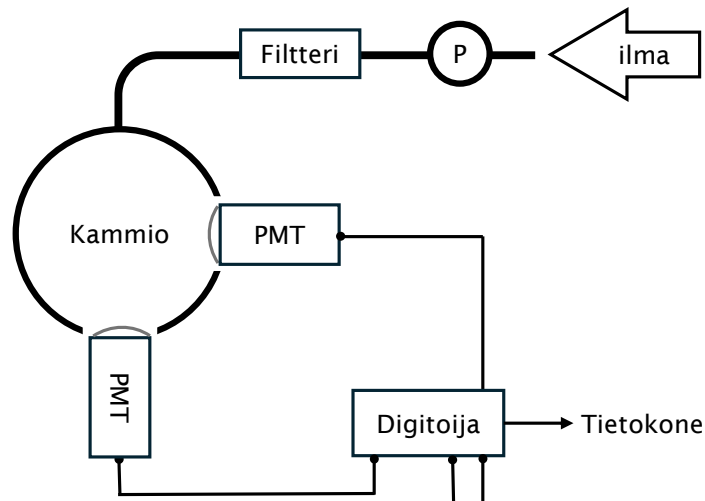 Filtteri
P
ilma
Kammio
PMT
PMT
Digitoija
Tietokone